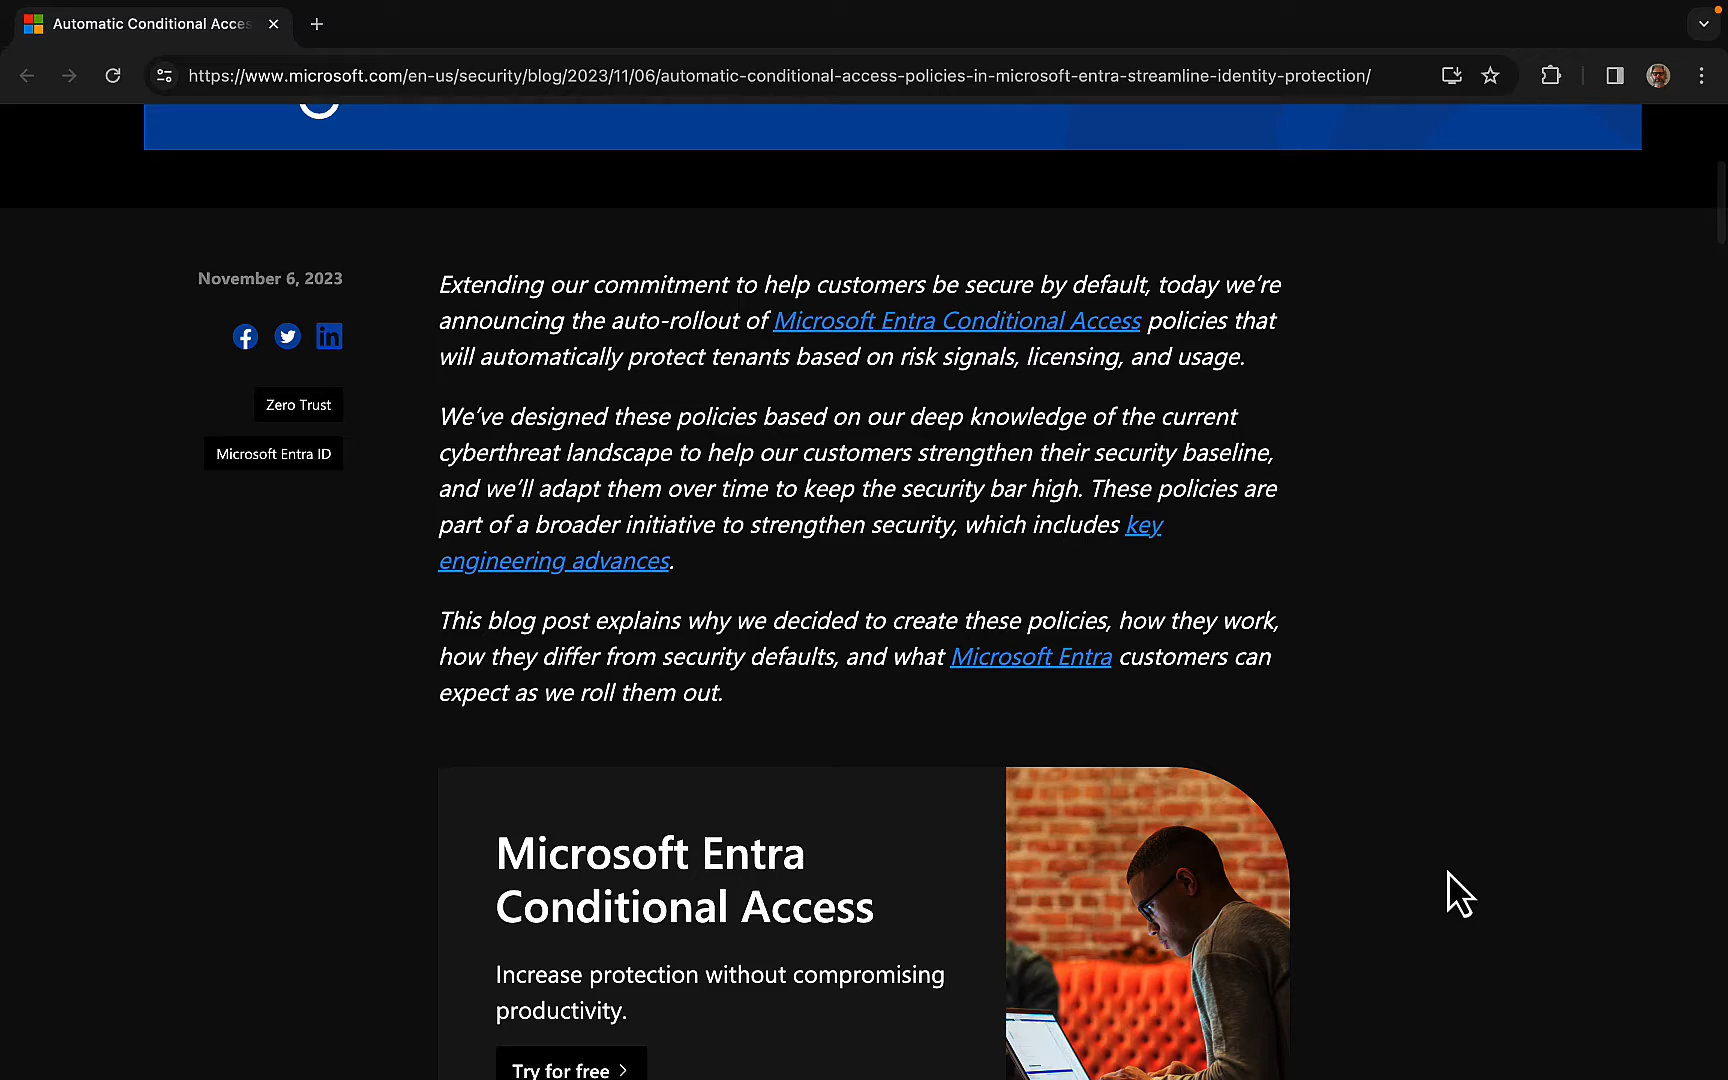 Automatic Conditional Acces
https://www.microsoft.com/en-us/security/blog/2023/11/06/automatic-conditional-access-policies-in-microsoft-entra-streamline-identity-protection/
November 6, 2023
Zero Trust
Microsoft Entra ID
Extending our commitment to help customers be secure by default, today we’re
announcing the auto-rollout of Microsoft Entra Conditional Access policies that
will automatically protect tenants based on risk signals, licensing, and usage.
We’ve designed these policies based on our deep knowledge of the current
cyberthreat landscape to help our customers strengthen their security baseline,
and we’ll adapt them over time to keep the security bar high. These policies are
part of a broader initiative to strengthen security, which includes key
engineering advances.
This blog post explains why we decided to create these policies, how they work,
how they differ from security defaults, and what Microsoft Entra customers can
expect as we roll them out.
Microsoft Entra
Conditional Access
Increase protection without compromising
productivity.
Try for free